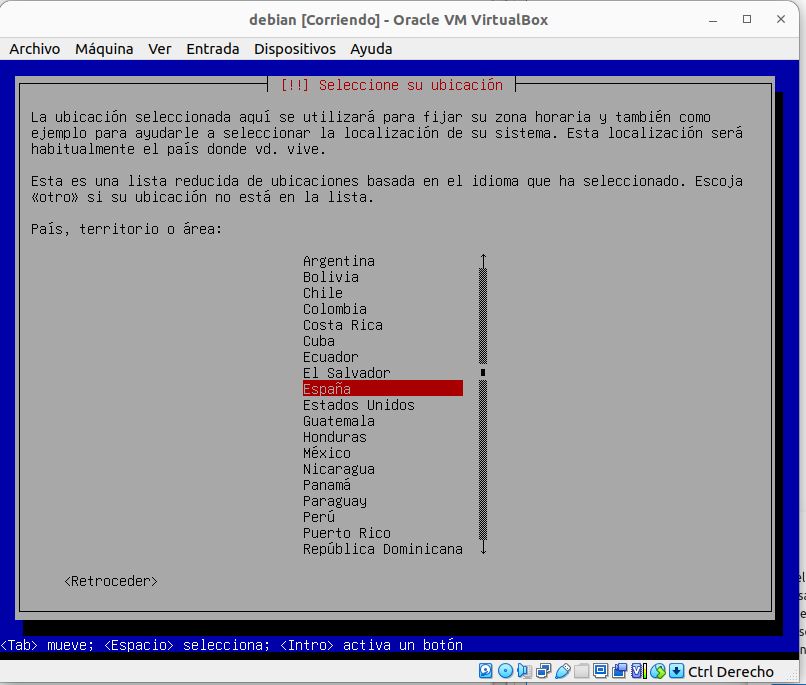 debian [Corriendo] - Oracle VM VirtualBox
Archivo Máquina Ver Entrada Dispositivos Ayuda
[!!] Seleccione su ubicación
La ubicación seleccionada aquí se utilizará para fijar su zona horaria y también como
ejemplo para ayudarle a seleccionar la localización de su sistema. Esta localización será
habitualmente el país donde vd. vive.
Esta es una lista reducida de ubicaciones basada en el idioma que ha seleccionado. Escoja
«otro» si su ubicación no está en la lista.
País, territorio o área:
Argentina
Bolivia
Chile
Colombia
Costa Rica
Cuba
Ecuador
El Salvador
España
Estados Unidos
Guatemala
Honduras
México
Nicaragua
Panamá
Paraguay
Perú
Puerto Rico
República Dominicana
<Retroceder>
<Tab> mueve; <Espacio> selecciona; <Intro> activa un botón
Ctrl Derecho